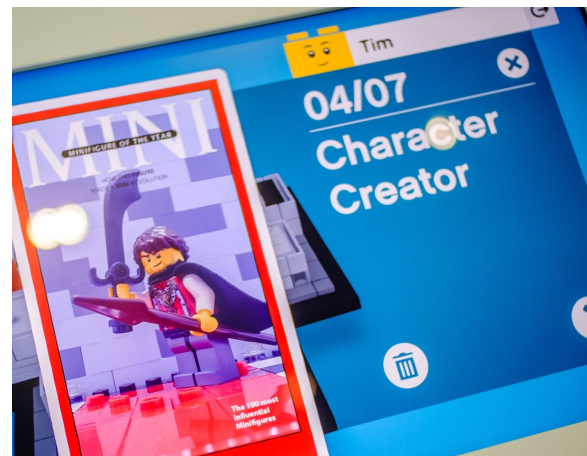 Tim
04/07
Character
Creator
MINI
MINIFIGURE OF THE YEAR
The 100 most
influential
Minifigures